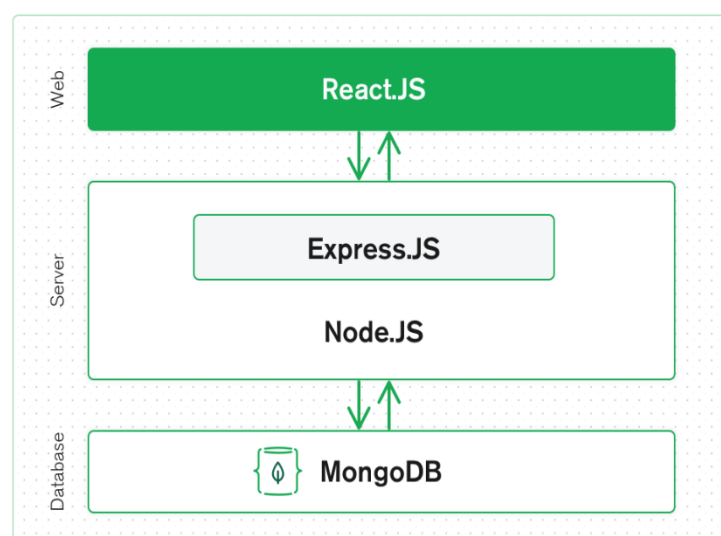 Web
React.JS
Server
Express.JS
Node.JS
Database
MongoDB